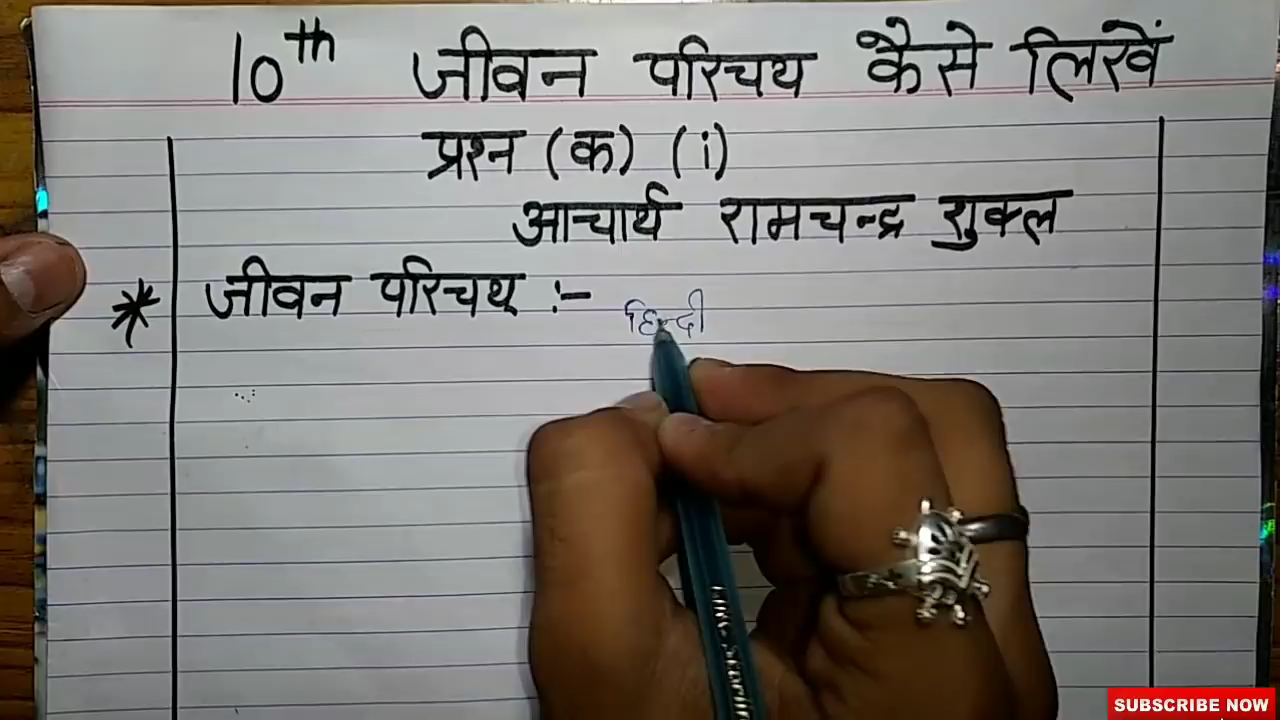 10th जीवन परिचय कैसे लिखें
प्रश्न (क) (i)
आचार्य रामचन्द्र शुक्ल
* जीवन परिचय :- हिन्दी
SUBSCRIBE NOW